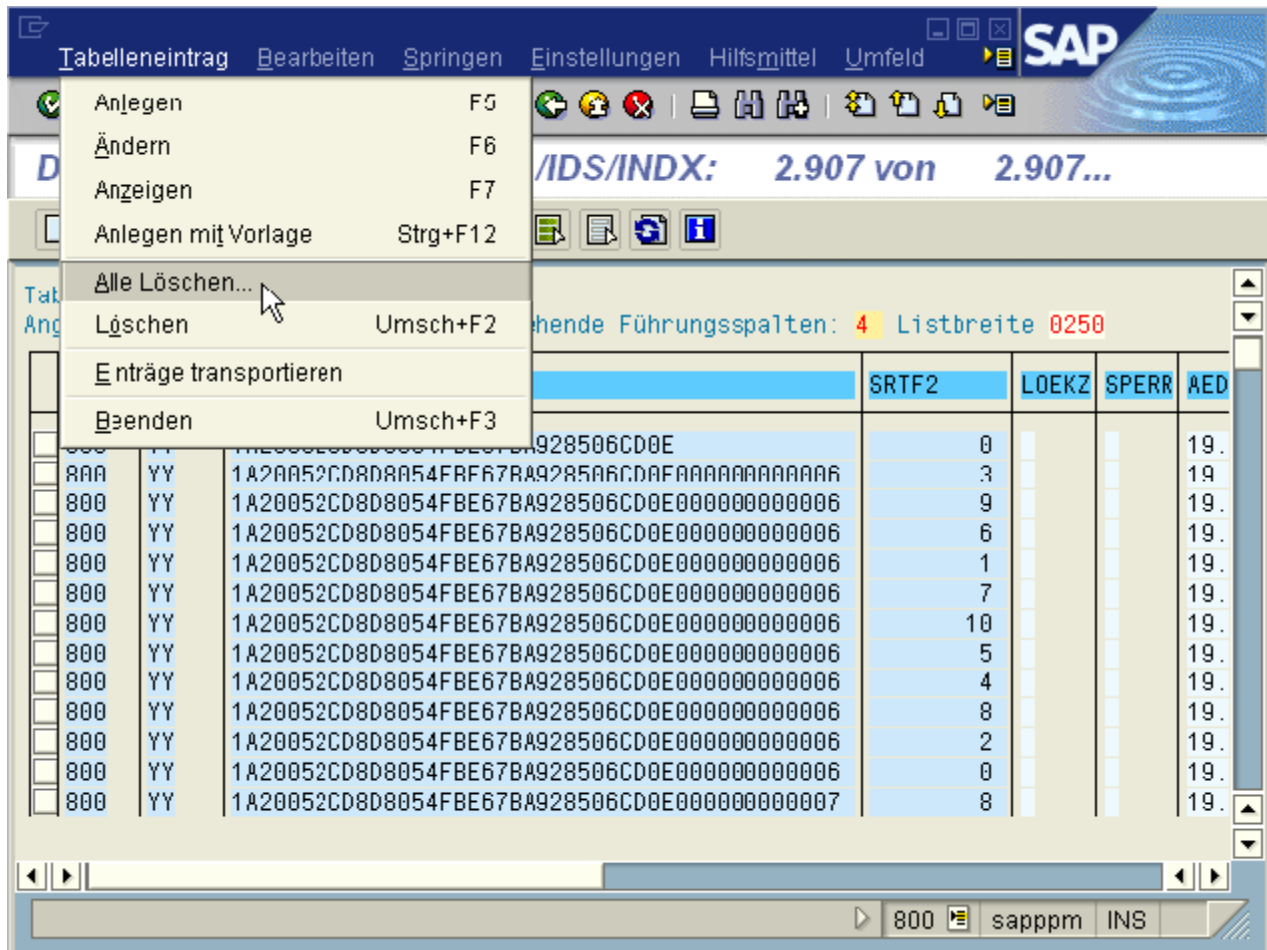 SAP
Tabelleneintrag Bearbeiten Springen Einstellungen Hilfsmittel Umfeld
Anlegen F5
Ändern F6
Anzeigen F7
Anlegen mit Vorlage Strg+F12
Alle Löschen...
Löschen Umsch+F2
Einträge transportieren
Beenden Umsch+F3
D /IDS/INDX: 2.907 von 2.907...
Tab
Ang hende Führungsspalten: 4 Listbreite 0250
SRTF2 LOEKZ SPERR AED
0 19.
800 YY 1A20052CD8D8054FBE67BA928506CD0E000000000006 3 19
800 YY 1A20052CD8D8054FBE67BA928506CD0E000000000006 9 19.
800 YY 1A20052CD8D8054FBE67BA928506CD0E000000000006 6 19.
800 YY 1A20052CD8D8054FBE67BA928506CD0E000000000006 1 19.
800 YY 1A20052CD8D8054FBE67BA928506CD0E000000000006 7 19.
800 YY 1A20052CD8D8054FBE67BA928506CD0E000000000006 10 19.
800 YY 1A20052CD8D8054FBE67BA928506CD0E000000000006 5 19.
800 YY 1A20052CD8D8054FBE67BA928506CD0E000000000006 4 19.
800 YY 1A20052CD8D8054FBE67BA928506CD0E000000000006 8 19.
800 YY 1A20052CD8D8054FBE67BA928506CD0E000000000006 2 19.
800 YY 1A20052CD8D8054FBE67BA928506CD0E000000000006 0 19.
800 YY 1A20052CD8D8054FBE67BA928506CD0E000000000007 8 19.
800 sapppm INS